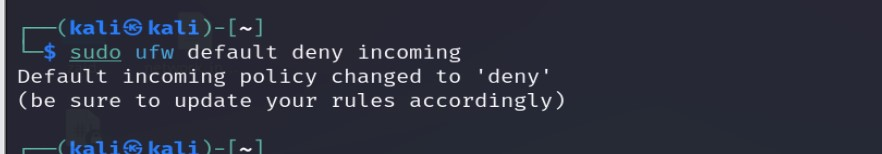 ┌──(kali㉿kali)-[~]
└─$ sudo ufw default deny incoming
Default incoming policy changed to 'deny'
(be sure to update your rules accordingly)
┌──(kali㉿kali)-[~]